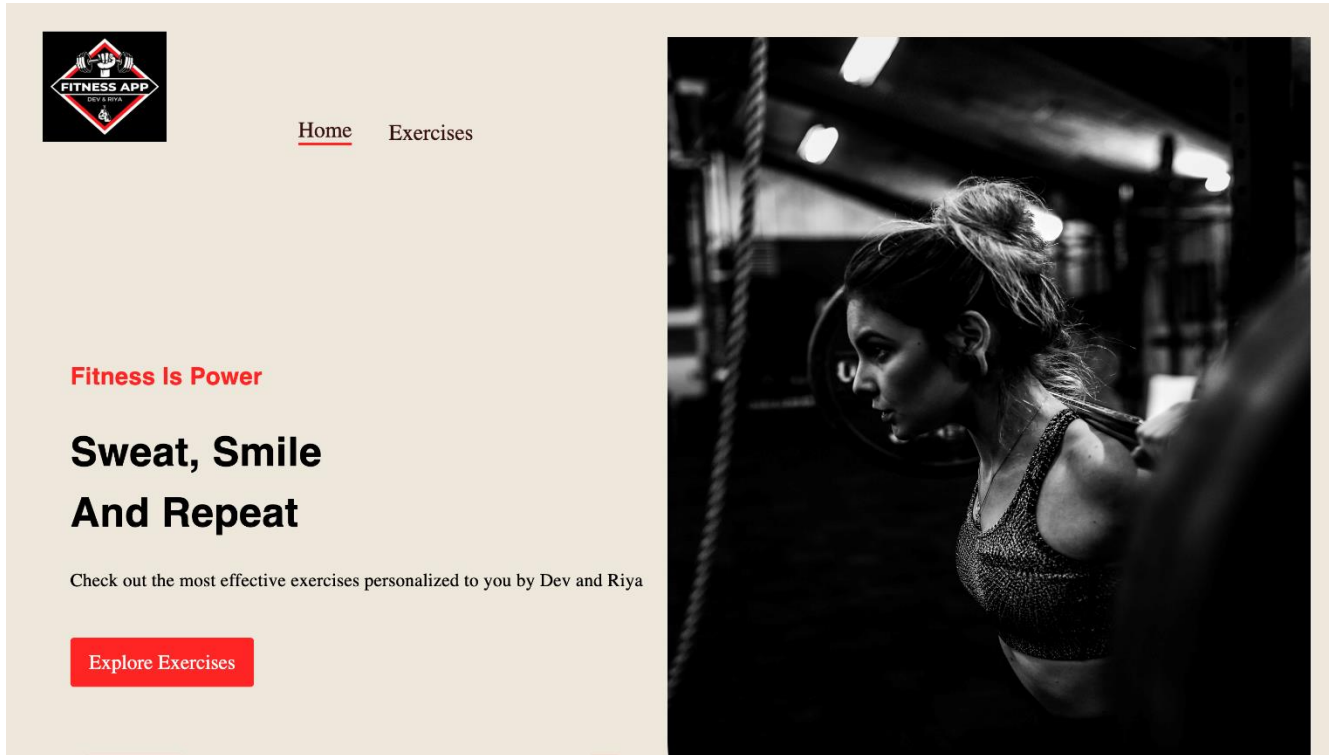 FITNESS APP
DEV & RIYA
Home
Exercises
Fitness Is Power
Sweat, Smile
And Repeat
Check out the most effective exercises personalized to you by Dev and Riya
Explore Exercises